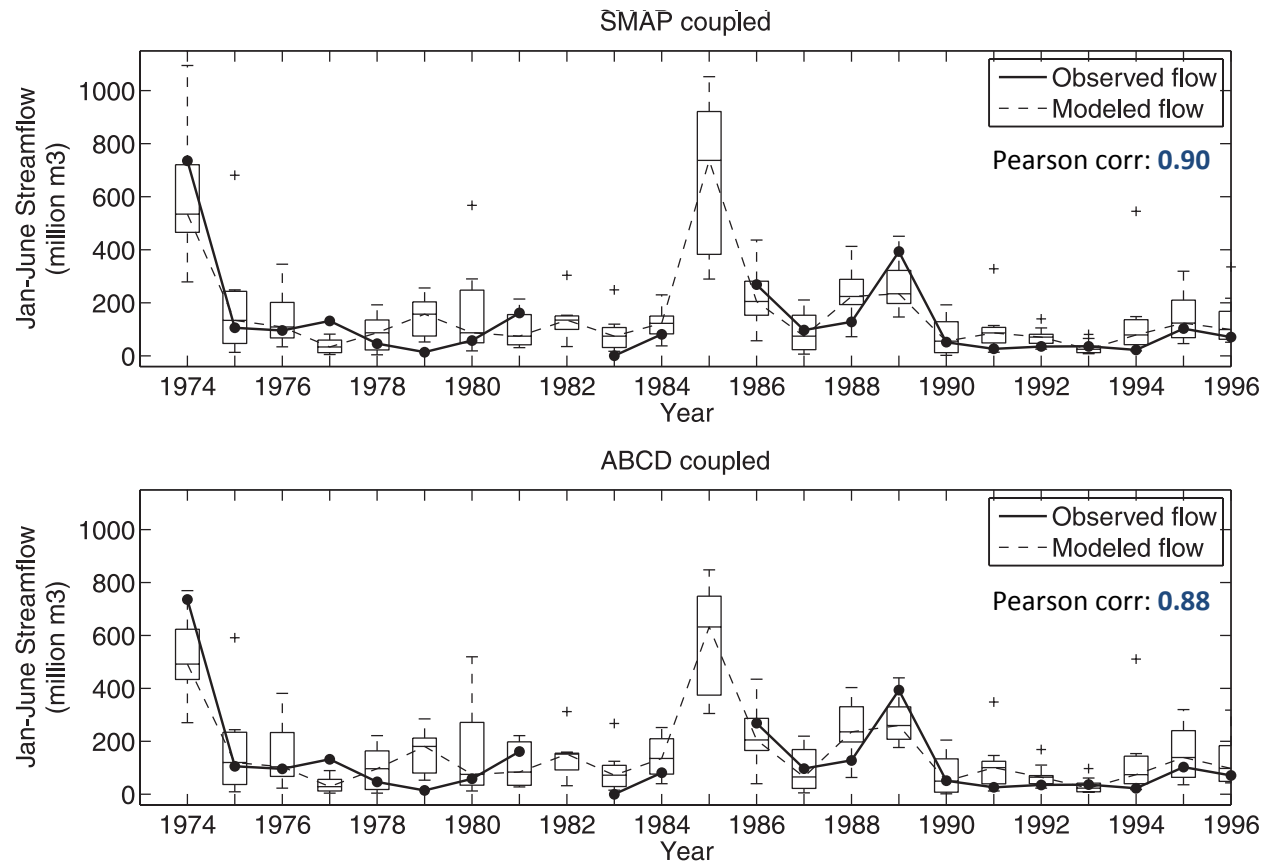 SMAP coupled
Jan-June Streamflow
(million m3)
1000
800
600
400
200
0
Observed flow
Modeled flow
Pearson corr: 0.90
1974 1976 1978 1980 1982 1984 1986 1988 1990 1992 1994 1996
Year
ABCD coupled
Jan-June Streamflow
(million m3)
1000
800
600
400
200
0
Observed flow
Modeled flow
Pearson corr: 0.88
1974 1976 1978 1980 1982 1984 1986 1988 1990 1992 1994 1996
Year